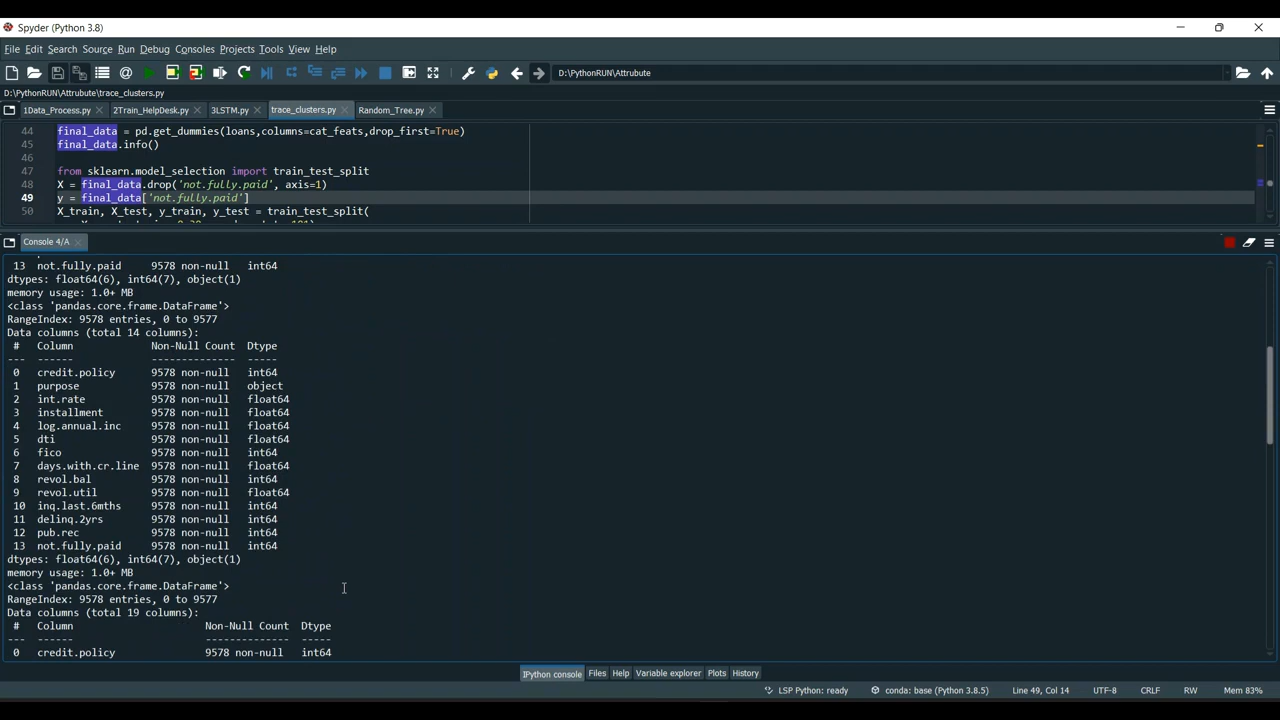 Spyder (Python 3.8)
File Edit Search Source Run Debug Consoles Projects Tools View Help
D:\PythonRUN\Attrubute
D:\PythonRUN\Attrubute\trace_clusters.py
1Data_Process.py 2Train_HelpDesk.py 3LSTM.py trace_clusters.py Random_Tree.py
44 final_data = pd.get_dummies(loans,columns=cat_feats,drop_first=True)
45 final_data.info()
46
47 from sklearn.model_selection import train_test_split
48 X = final_data.drop('not.fully.paid', axis=1)
49 y = final_data['not.fully.paid']
50 X_train, X_test, y_train, y_test = train_test_split(
Console 4/A
13 not.fully.paid 9578 non-null int64
dtypes: float64(6), int64(7), object(1)
memory usage: 1.0+ MB
<class 'pandas.core.frame.DataFrame'>
RangeIndex: 9578 entries, 0 to 9577
Data columns (total 14 columns):
# Column Non-Null Count Dtype
--- ------ -------------- -----
0 credit.policy 9578 non-null int64
1 purpose 9578 non-null object
2 int.rate 9578 non-null float64
3 installment 9578 non-null float64
4 log.annual.inc 9578 non-null float64
5 dti 9578 non-null float64
6 fico 9578 non-null int64
7 days.with.cr.line 9578 non-null float64
8 revol.bal 9578 non-null int64
9 revol.util 9578 non-null float64
10 inq.last.6mths 9578 non-null int64
11 delinq.2yrs 9578 non-null int64
12 pub.rec 9578 non-null int64
13 not.fully.paid 9578 non-null int64
dtypes: float64(6), int64(7), object(1)
memory usage: 1.0+ MB
<class 'pandas.core.frame.DataFrame'>
RangeIndex: 9578 entries, 0 to 9577
Data columns (total 19 columns):
# Column Non-Null Count Dtype
--- ------ -------------- -----
0 credit.policy 9578 non-null int64
IPython console Files Help Variable explorer Plots History
LSP Python: ready conda: base (Python 3.8.5) Line 49, Col 14 UTF-8 CRLF RW Mem 83%